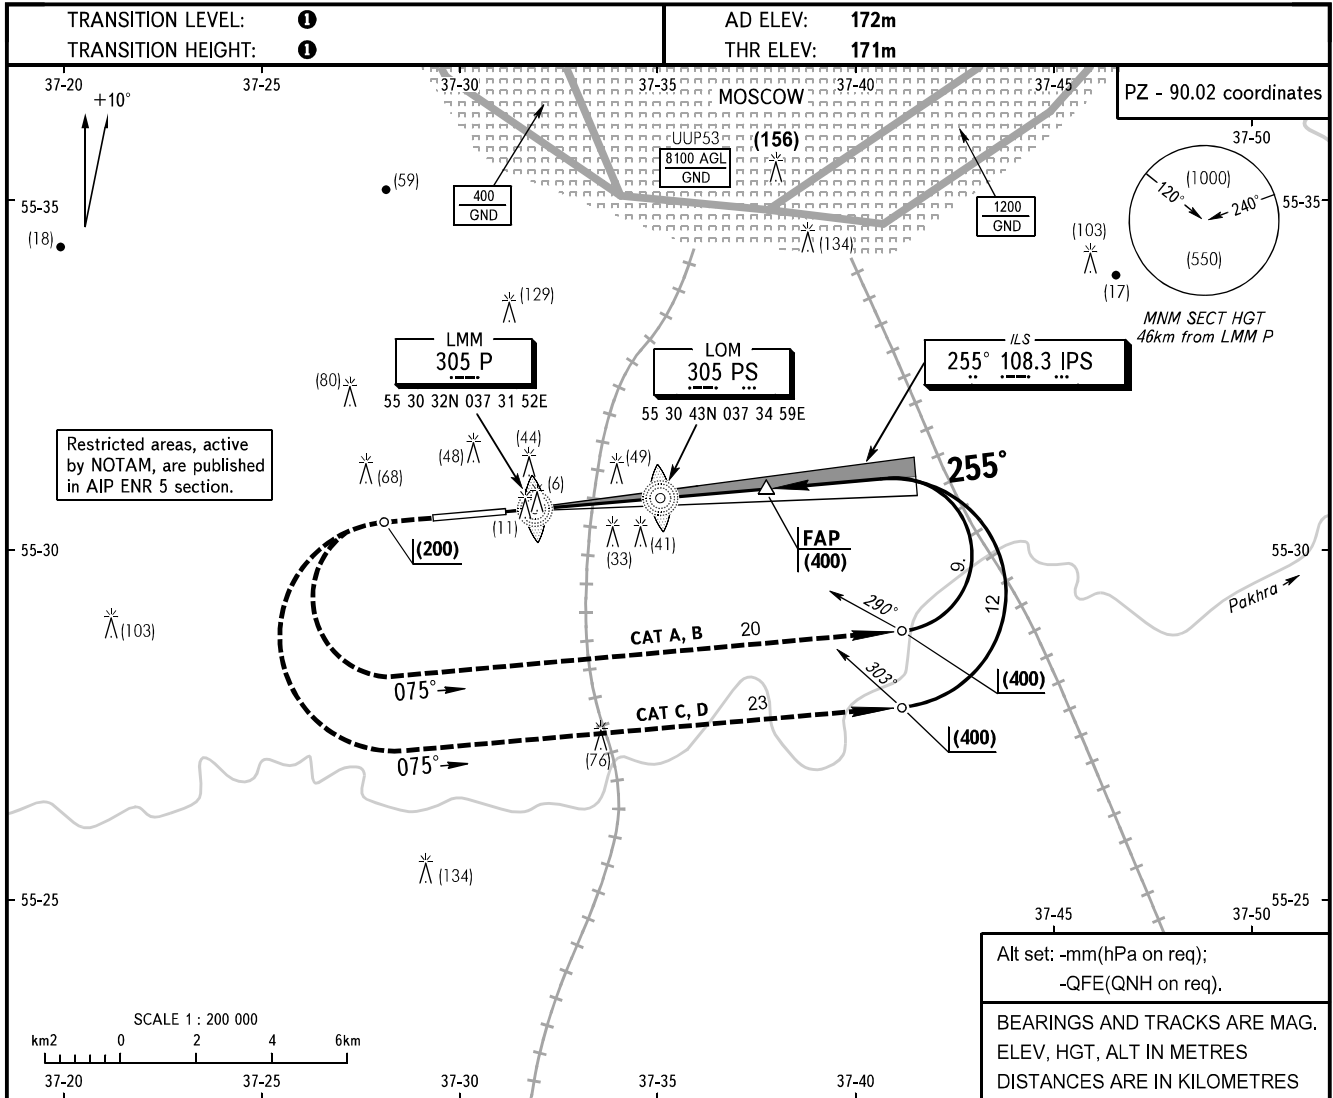 TRANSITION LEVEL: ❶
TRANSITION HEIGHT: ❶
AD ELEV: 172m
THR ELEV: 171m
37-20
37-25
37-30
37-35
37-40
37-45
PZ - 90.02 coordinates
37-50
+10°
MOSCOW
UUP53
8100 AGL
GND
(156)
400
GND
1200
GND
(59)
55-35
55-35
(18)
(134)
(103)
(17)
120°
(1000)
240°
(550)
MNM SECT HGT
46km from LMM P
(129)
LMM
305 P
55 30 32N 037 31 52E
LOM
305 PS
55 30 43N 037 34 59E
ILS
255° 108.3 IPS
(80)
Restricted areas, active
by NOTAM, are published
in AIP ENR 5 section.
(68)
(48)
(44)
(6)
(11)
(49)
(33)
(41)
255°
FAP
(400)
(200)
55-30
55-30
9.
12
Pakhra
(103)
290°
CAT A, B 20
(400)
075°
303°
CAT C, D 23
(400)
075°
(76)
(134)
55-25
55-25
37-45
37-50
Alt set: -mm(hPa on req);
-QFE(QNH on req).
BEARINGS AND TRACKS ARE MAG.
ELEV, HGT, ALT IN METRES
DISTANCES ARE IN KILOMETRES
SCALE 1 : 200 000
km2 0 2 4 6km
37-20
37-25
37-30
37-35
37-40